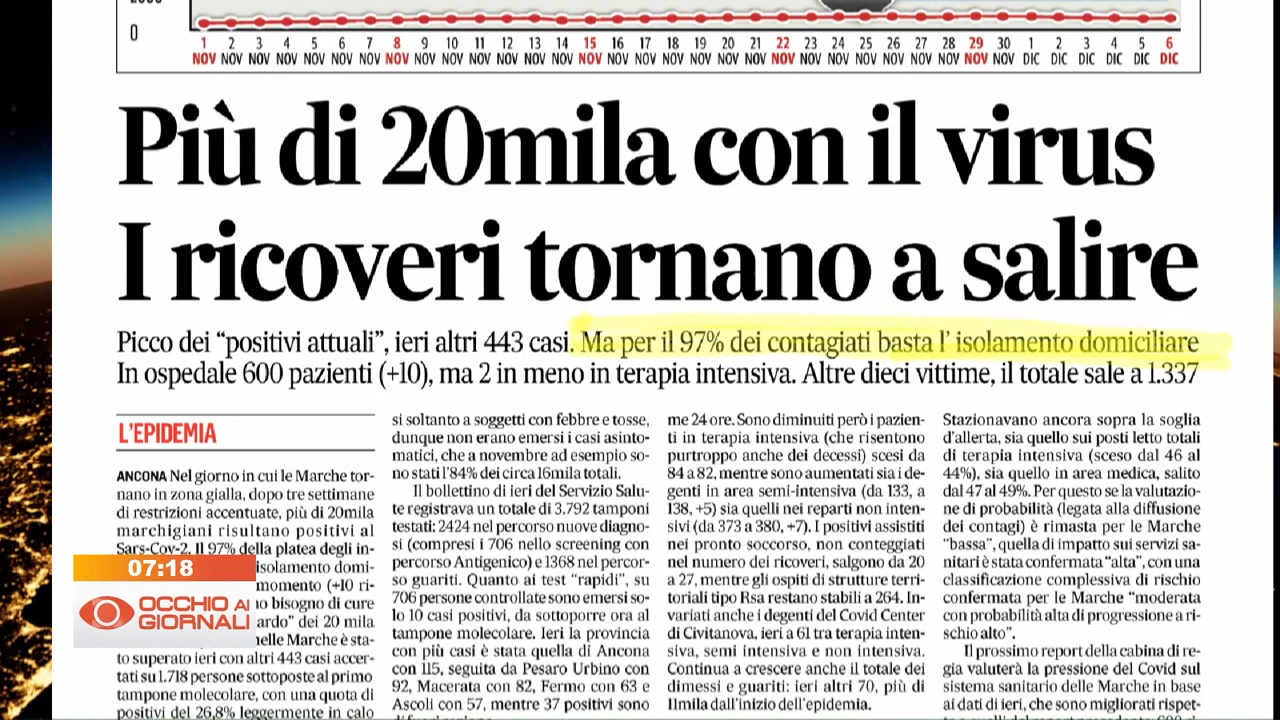 0
1 2 3 4 5 6 7 8 9 10 11 12 13 14 15 16 17 18 19 20 21 22 23 24 25 26 27 28 29 30 1 2 3 4 5 6
NOV NOV NOV NOV NOV NOV NOV NOV NOV NOV NOV NOV NOV NOV NOV NOV NOV NOV NOV NOV NOV NOV NOV NOV NOV NOV NOV NOV NOV NOV DIC DIC DIC DIC DIC DIC
Più di 20mila con il virus
I ricoveri tornano a salire
Picco dei “positivi attuali”, ieri altri 443 casi. Ma per il 97% dei contagiati basta l’ isolamento domiciliare
In ospedale 600 pazienti (+10), ma 2 in meno in terapia intensiva. Altre dieci vittime, il totale sale a 1.337
L'EPIDEMIA
ANCONA Nel giorno in cui le Marche tor-
nano in zona gialla, dopo tre settimane
di restrizioni accentuate, più di 20mila
marchigiani risultano positivi al
Sars-Cov-2. Il 97% della platea degli in-
isolamento domi-
momento (+10 ri-
no bisogno di cure
ardo” dei 20 mila
nelle Marche è sta-
to superato ieri con altri 443 casi accer-
tati su 1.718 persone sottoposte al primo
tampone molecolare, con una quota di
positivi del 26,8% leggermente in calo
si soltanto a soggetti con febbre e tosse,
dunque non erano emersi i casi asinto-
matici, che a novembre ad esempio so-
no stati l'84% dei circa 16mila totali.
Il bollettino di ieri del Servizio Salu-
te registrava un totale di 3.792 tamponi
testati: 2424 nel percorso nuove diagno-
si (compresi i 706 nello screening con
percorso Antigenico) e 1368 nel percor-
so guariti. Quanto ai test “rapidi”, su
706 persone controllate sono emersi so-
lo 10 casi positivi, da sottoporre ora al
tampone molecolare. Ieri la provincia
con più casi è stata quella di Ancona
con 115, seguita da Pesaro Urbino con
92, Macerata con 82, Fermo con 63 e
Ascoli con 57, mentre 37 positivi sono
me 24 ore. Sono diminuiti però i pazien-
ti in terapia intensiva (che risentono
purtroppo anche dei decessi) scesi da
84 a 82, mentre sono aumentati sia i de-
genti in area semi-intensiva (da 133, a
138, +5) sia quelli nei reparti non inten-
sivi (da 373 a 380, +7). I positivi assistiti
nei pronto soccorso, non conteggiati
nel numero dei ricoveri, salgono da 20
a 27, mentre gli ospiti di strutture terri-
toriali tipo Rsa restano stabili a 264. In-
variati anche i degenti del Covid Center
di Civitanova, ieri a 61 tra terapia inten-
siva, semi intensiva e non intensiva.
Continua a crescere anche il totale dei
dimessi e guariti: ieri altri 70, più di
11mila dall'inizio dell'epidemia.
Stazionavano ancora sopra la soglia
d'allerta, sia quello sui posti letto totali
di terapia intensiva (sceso dal 46 al
44%), sia quello in area medica, salito
dal 47 al 49%. Per questo se la valutazio-
ne di probabilità (legata alla diffusione
dei contagi) è rimasta per le Marche
“bassa”, quella di impatto sui servizi sa-
nitari è stata confermata “alta”, con una
classificazione complessiva di rischio
confermata per le Marche “moderata
con probabilità alta di progressione a ri-
schio alto”.
Il prossimo report della cabina di re-
gia valuterà la pressione del Covid sul
sistema sanitario delle Marche in base
ai dati di ieri, che sono migliorati rispet-
07:18
OCCHIO AI
GIORNALI